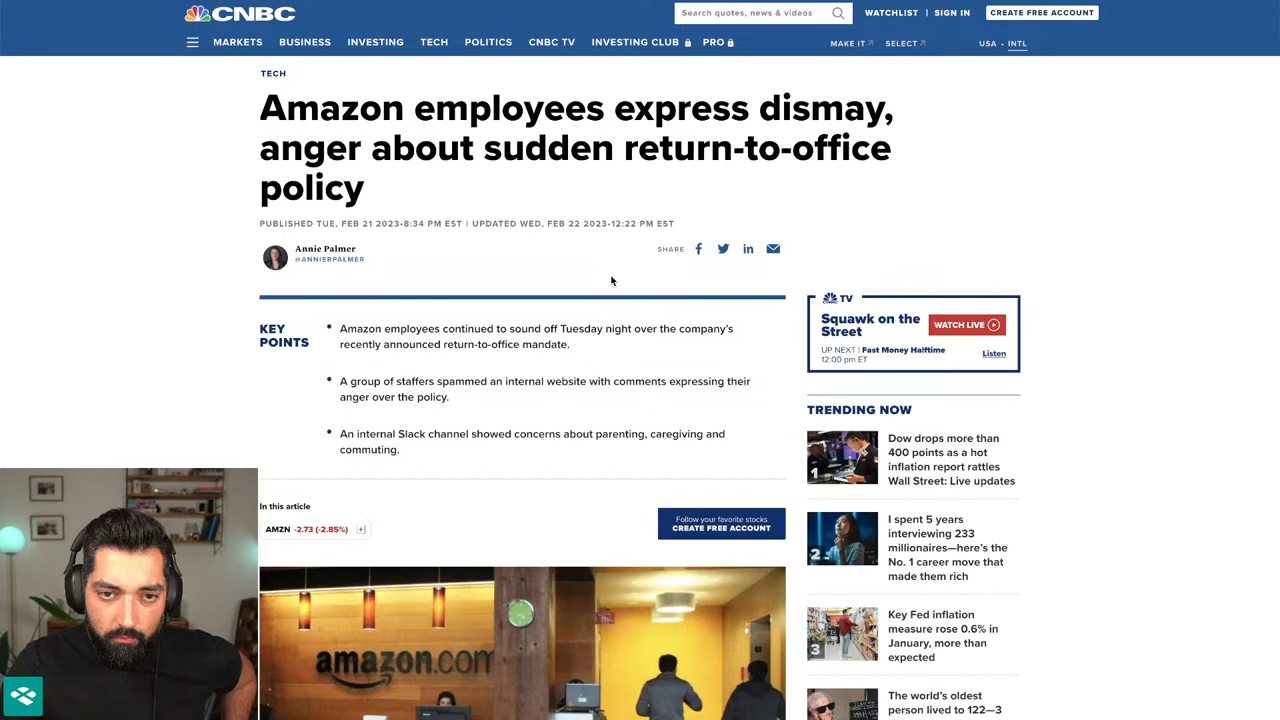 CNBC
Search quotes, news & videos
WATCHLIST | SIGN IN
CREATE FREE ACCOUNT
MARKETS BUSINESS INVESTING TECH POLITICS CNBC TV INVESTING CLUB PRO
MAKE IT SELECT USA • INTL
TECH
Amazon employees express dismay,
anger about sudden return-to-office
policy
PUBLISHED TUE, FEB 21 2023•8:34 PM EST | UPDATED WED, FEB 22 2023•12:22 PM EST
Annie Palmer
@ANNIERPALMER
SHARE
KEY
POINTS
• Amazon employees continued to sound off Tuesday night over the company's
recently announced return-to-office mandate.
• A group of staffers spammed an internal website with comments expressing their
anger over the policy.
• An internal Slack channel showed concerns about parenting, caregiving and
commuting.
In this article
AMZN -2.73 (-2.85%) [+]
Follow your favorite stocks
CREATE FREE ACCOUNT
amazon.com
TV
Squawk on the
Street
WATCH LIVE
UP NEXT | Fast Money Halftime
12:00 pm ET
Listen
TRENDING NOW
1
Dow drops more than
400 points as a hot
inflation report rattles
Wall Street: Live updates
2
I spent 5 years
interviewing 233
millionaires—here's the
No. 1 career move that
made them rich
3
Key Fed inflation
measure rose 0.6% in
January, more than
expected
The world's oldest
person lived to 122—3